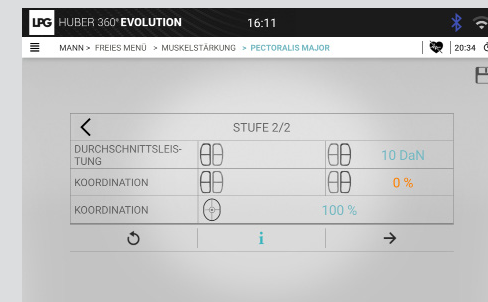 LPG HUBER 360° EVOLUTION 16:11
MANN > FREIES MENÜ > MUSKELSTÄRKUNG > PECTORALIS MAJOR 20:34
STUFE 2/2
DURCHSCHNITTSLEIS-
TUNG 10 DaN
KOORDINATION 0 %
KOORDINATION 100 %
i